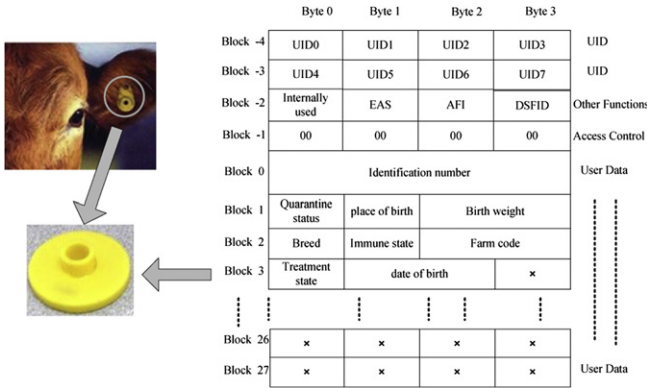 Byte 0 Byte 1 Byte 2 Byte 3
Block -4 UID0 UID1 UID2 UID3 UID
Block -3 UID4 UID5 UID6 UID7 UID
Block -2 Internally used EAS AFI DSFID Other Functions
Block -1 00 00 00 00 Access Control
Block 0 Identification number User Data
Block 1 Quarantine status place of birth Birth weight
Block 2 Breed Immune state Farm code
Block 3 Treatment state date of birth ×
Block 26 × × × ×
Block 27 × × × × User Data